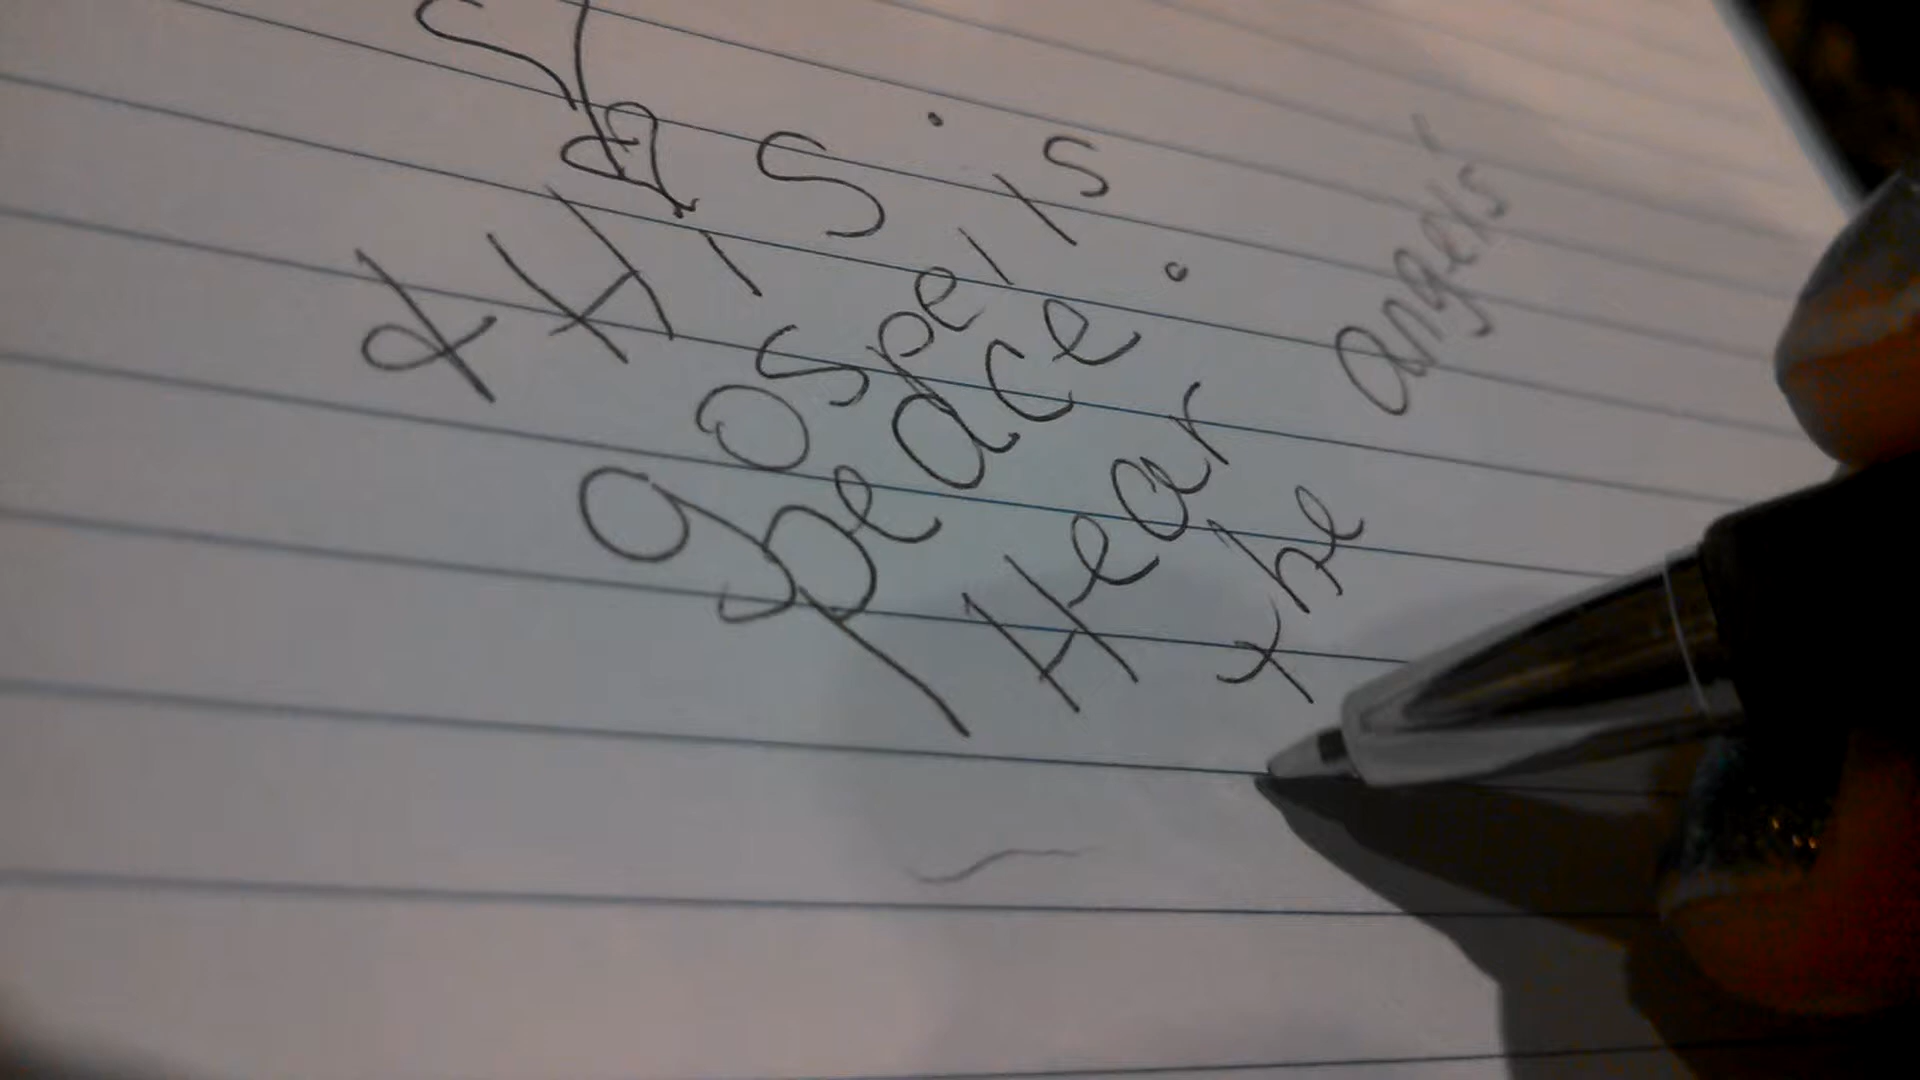 & His
gospel is
peace.
Hear
the
angels'